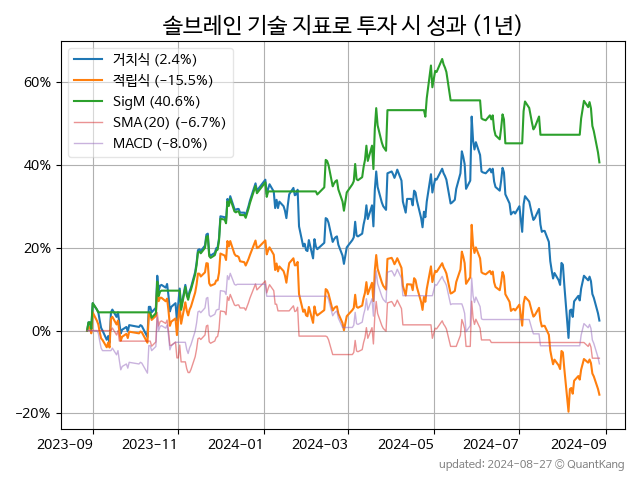 솔브레인 기술 지표로 투자 시 성과 (1년)
거치식 (2.4%)
적립식 (−15.5%)
SigM (40.6%)
SMA(20) (−6.7%)
MACD (−8.0%)
60%
40%
20%
0%
−20%
2023-09 2023-11 2024-01 2024-03 2024-05 2024-07 2024-09
updated: 2024-08-27 © QuantKang